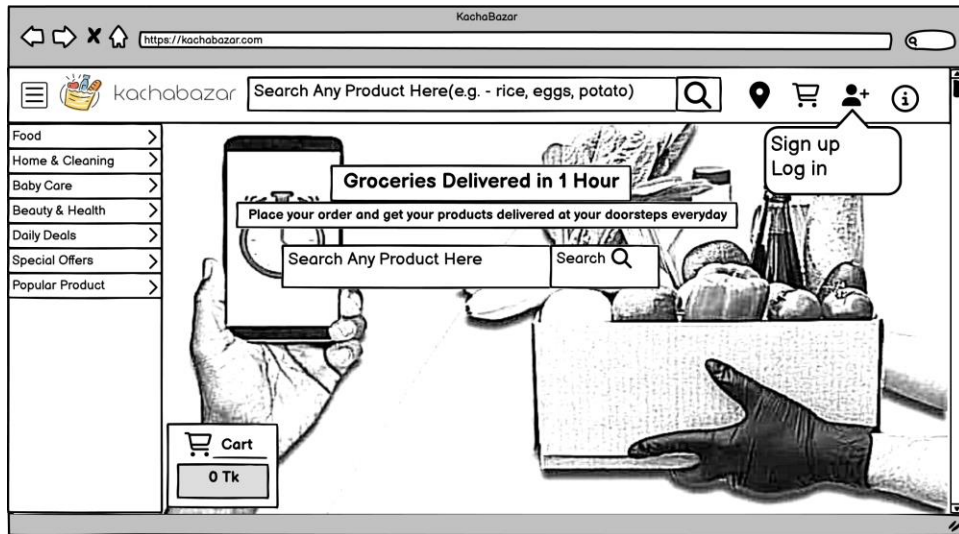 KachaBazar
https://kachabazar.com
kachabazar
Search Any Product Here(e.g. - rice, eggs, potato)
Sign up
Log in
Food
Home & Cleaning
Baby Care
Beauty & Health
Daily Deals
Special Offers
Popular Product
Groceries Delivered in 1 Hour
Place your order and get your products delivered at your doorsteps everyday
Search Any Product Here
Search
Cart
0 Tk